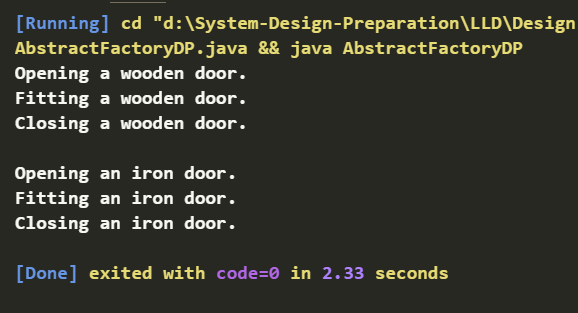 [Running] cd "d:\System-Design-Preparation\LLD\Design
AbstractFactoryDP.java && java AbstractFactoryDP
Opening a wooden door.
Fitting a wooden door.
Closing a wooden door.
Opening an iron door.
Fitting an iron door.
Closing an iron door.
[Done] exited with code=0 in 2.33 seconds